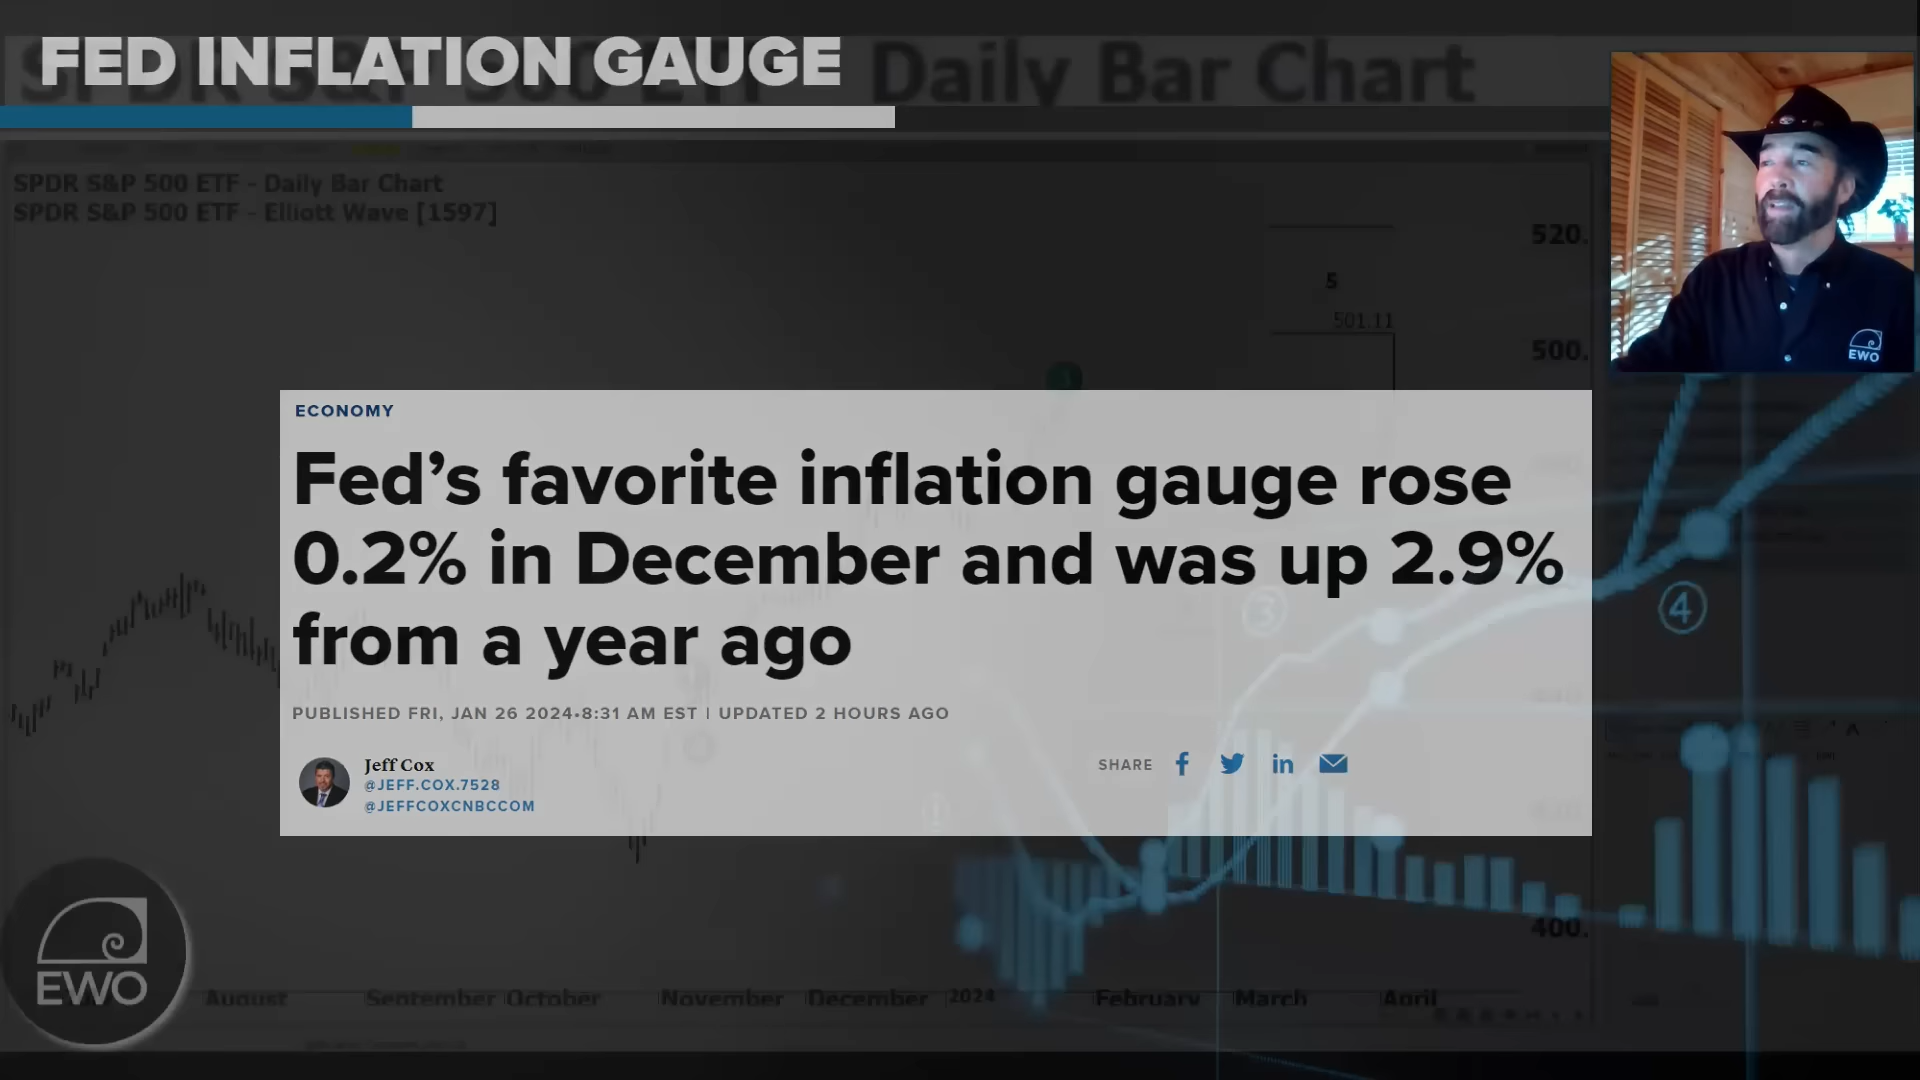 FED INFLATION GAUGE
Daily Bar Chart
SPDR S&P 500 ETF - Daily Bar Chart
SPDR S&P 500 ETF - Elliott Wave [1597]
520.
5
501.11
500.
EWO
ECONOMY
Fed’s favorite inflation gauge rose
0.2% in December and was up 2.9%
from a year ago
3
4
PUBLISHED FRI, JAN 26 2024•8:31 AM EST | UPDATED 2 HOURS AGO
Jeff Cox
@JEFF.COX.7528
@JEFFCOXCNBCCOM
SHARE
400.
EWO
August September October November December 2024 February March April